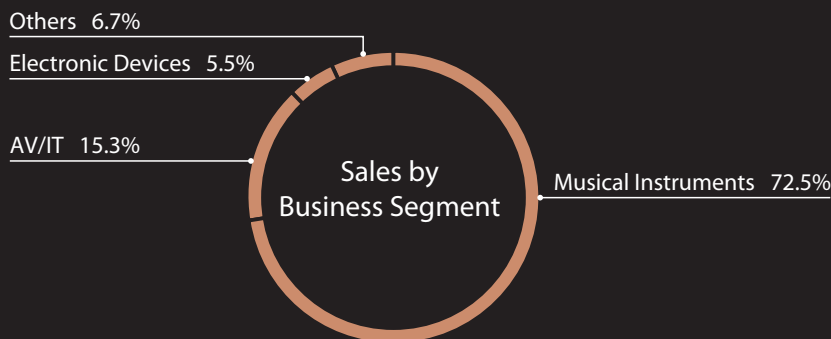 Others 6.7%
Electronic Devices 5.5%
AV/IT 15.3%
Sales by
Business Segment
Musical Instruments 72.5%